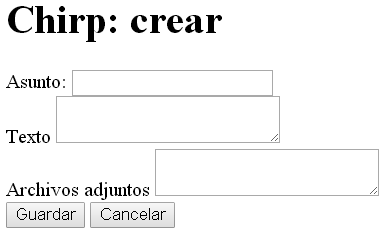 Chirp: crear
Asunto:
Texto
Archivos adjuntos
Guardar Cancelar